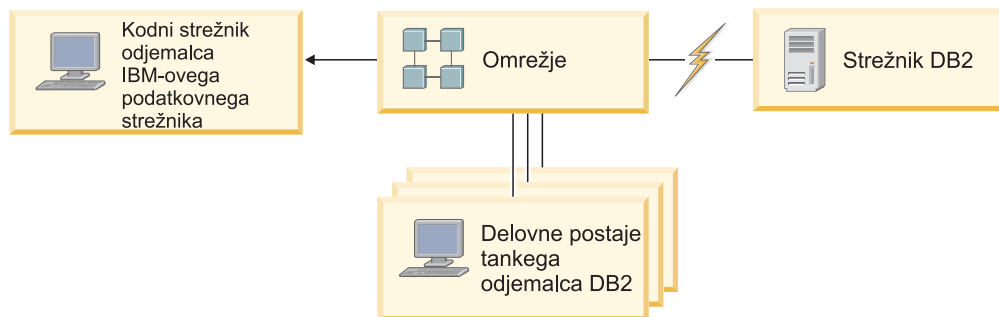 Kodni strežnik
odjemalca
IBM-ovega
podatkovnega
strežnika
Omrežje
Strežnik DB2
Delovne postaje
tankega
odjemalca DB2